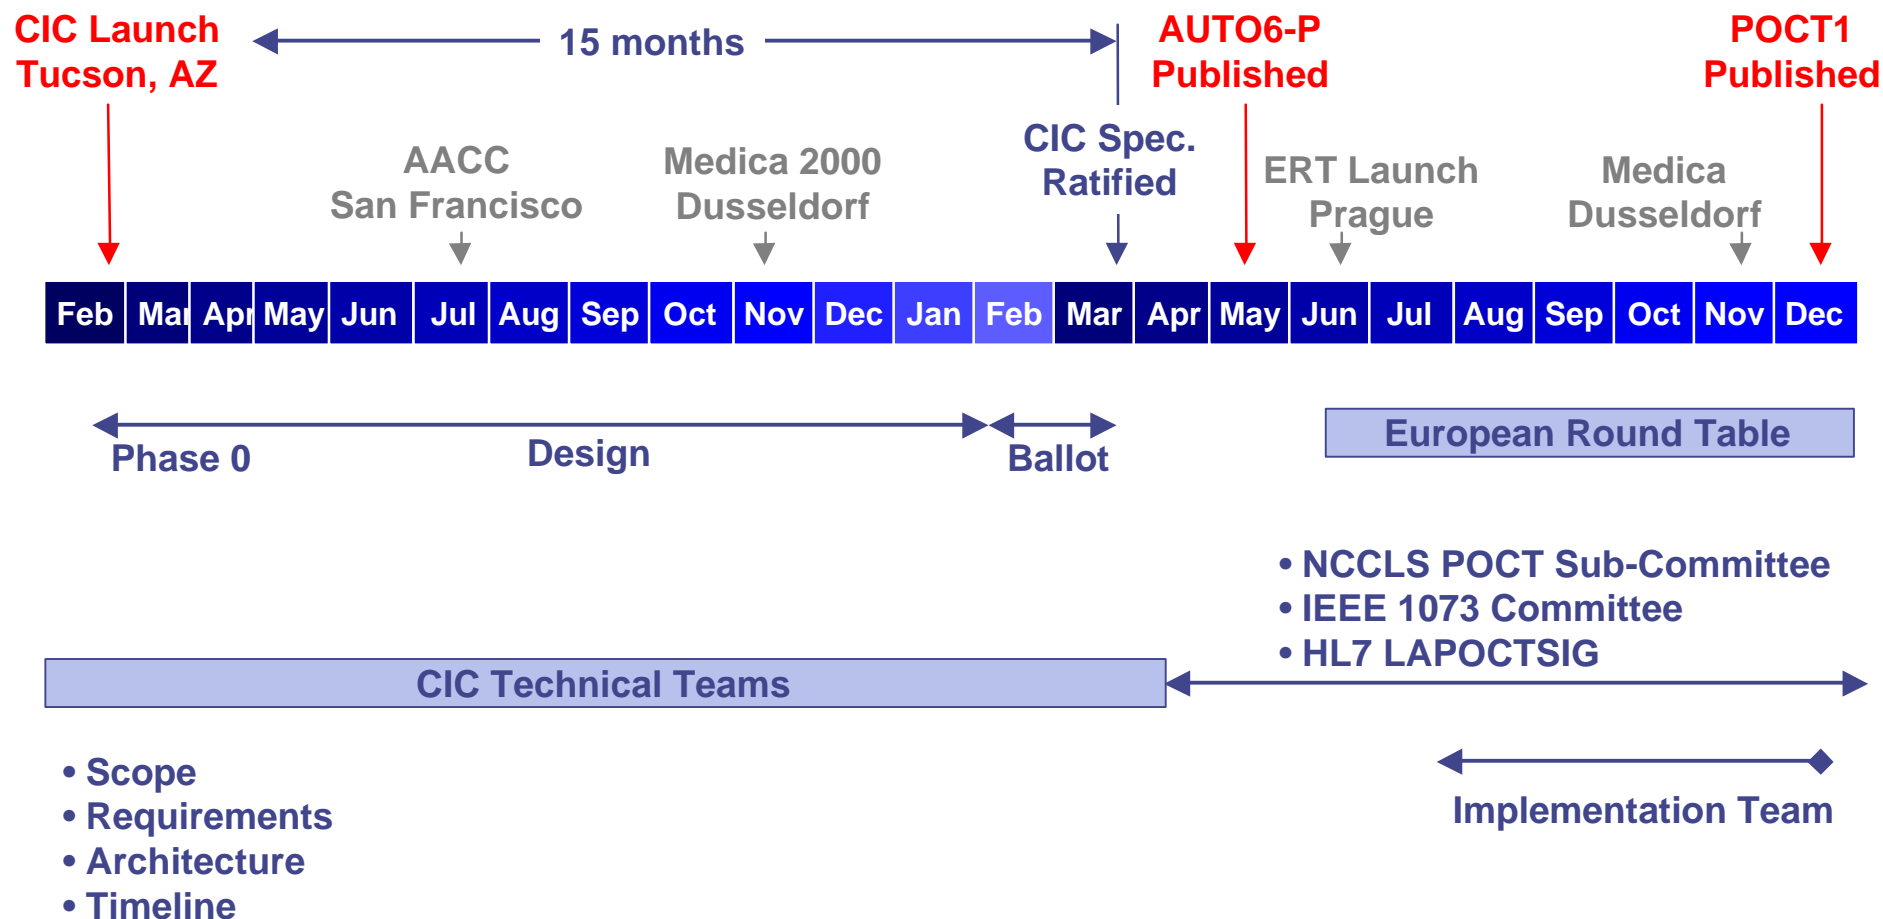 CIC Launch
Tucson, AZ
15 months
AUTO6-P
Published
POCT1
Published
AACC
San Francisco
Medica 2000
Dusseldorf
CIC Spec.
Ratified
ERT Launch
Prague
Medica
Dusseldorf
Feb Mar Apr May Jun Jul Aug Sep Oct Nov Dec Jan Feb Mar Apr May Jun Jul Aug Sep Oct Nov Dec
Phase 0
Design
Ballot
European Round Table
• NCCLS POCT Sub-Committee
• IEEE 1073 Committee
• HL7 LAPOCTSIG
CIC Technical Teams
• Scope
• Requirements
• Architecture
• Timeline
Implementation Team